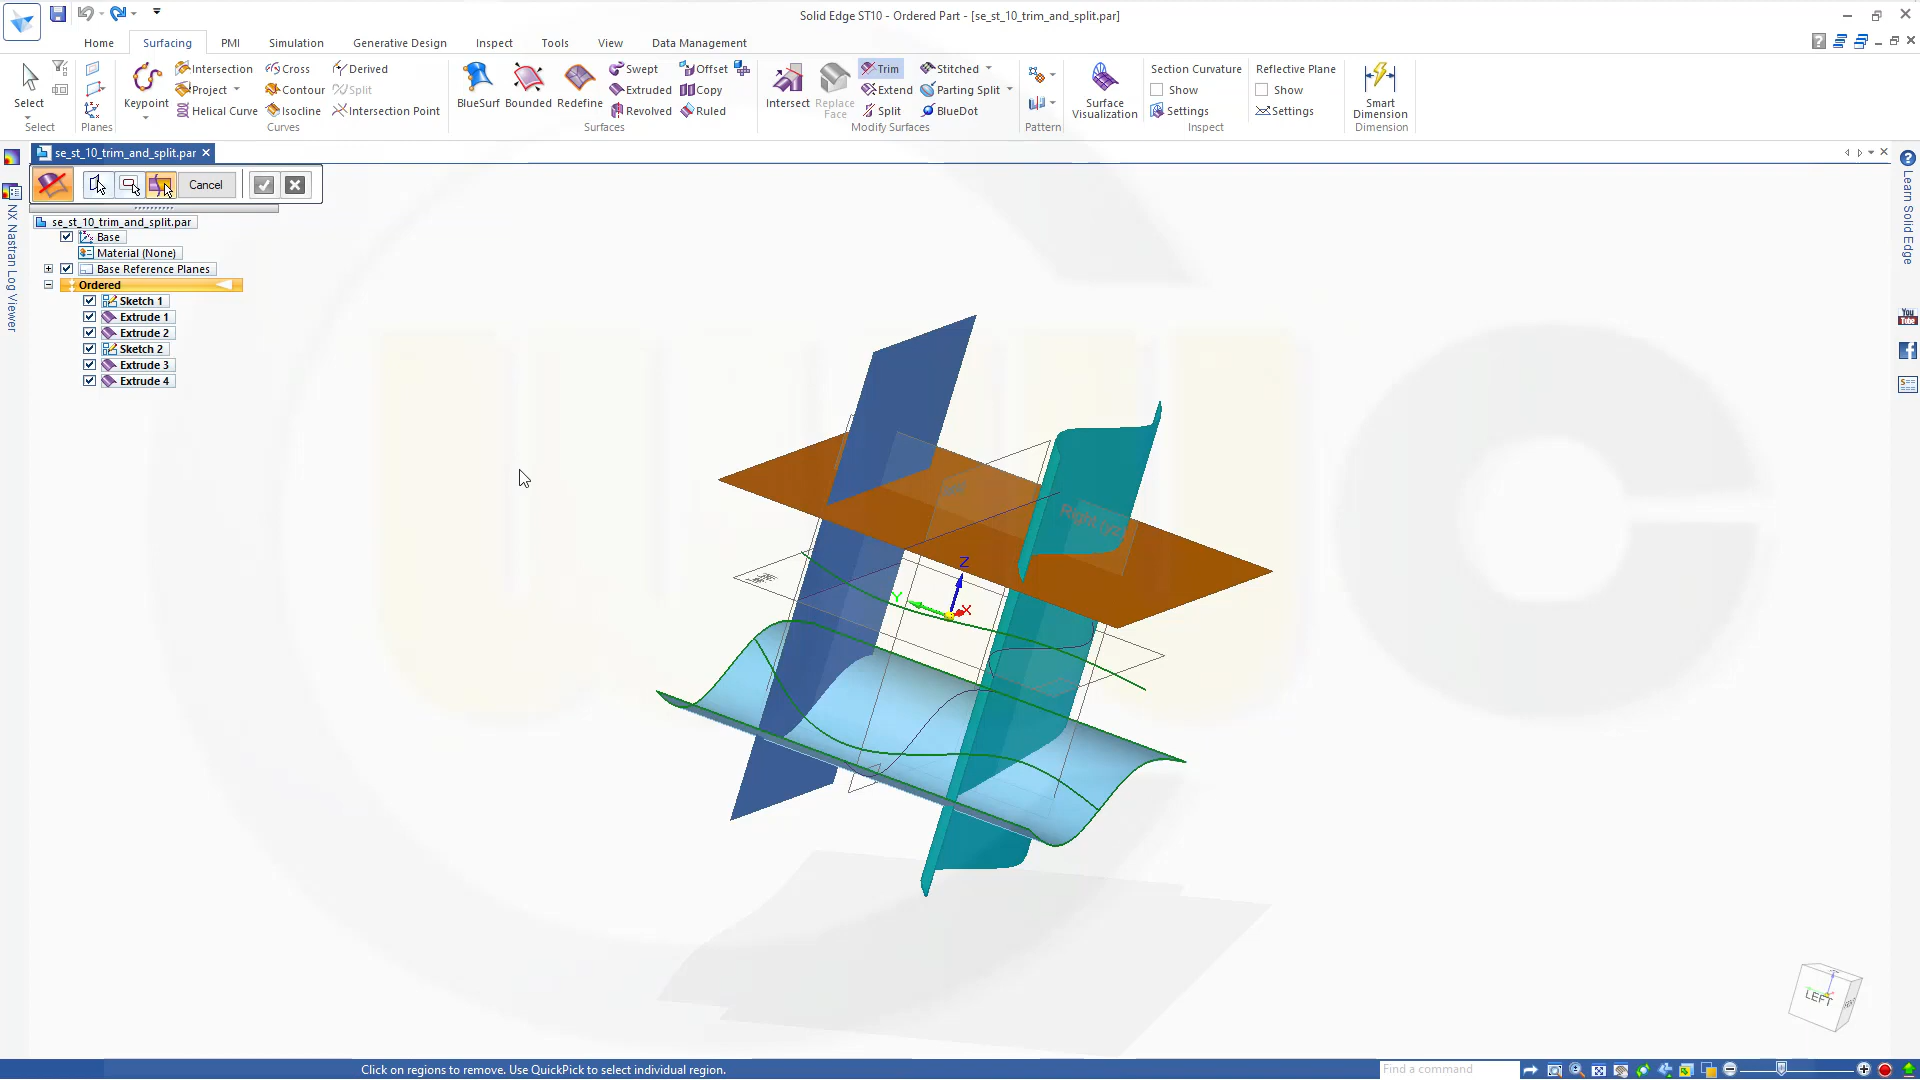 Solid Edge ST10 - Ordered Part - [se_st_10_trim_and_split.par]
Home Surfacing PMI Simulation Generative Design Inspect Tools View Data Management
Select
Select
Planes
Keypoint
Intersection
Project
Helical Curve
Cross
Contour
Isocline
Derived
Split
Intersection Point
Curves
BlueSurf
Bounded
Redefine
Swept
Extruded
Revolved
Offset
Copy
Ruled
Surfaces
Intersect
Replace
Face
Trim
Extend
Split
Stitched
Parting Split
BlueDot
Modify Surfaces
Pattern
Surface
Visualization
Section Curvature
Show
Settings
Inspect
Reflective Plane
Show
Settings
Smart
Dimension
Dimension
se_st_10_trim_and_split.par
Cancel
se_st_10_trim_and_split.par
Base
Material (None)
Base Reference Planes
Ordered
Sketch 1
Extrude 1
Extrude 2
Sketch 2
Extrude 3
Extrude 4
NX Nastran Log Viewer
Learn Solid Edge
You
Tube
Right (yz)
Z
Y
X
LEFT
Click on regions to remove. Use QuickPick to select individual region.
Find a command